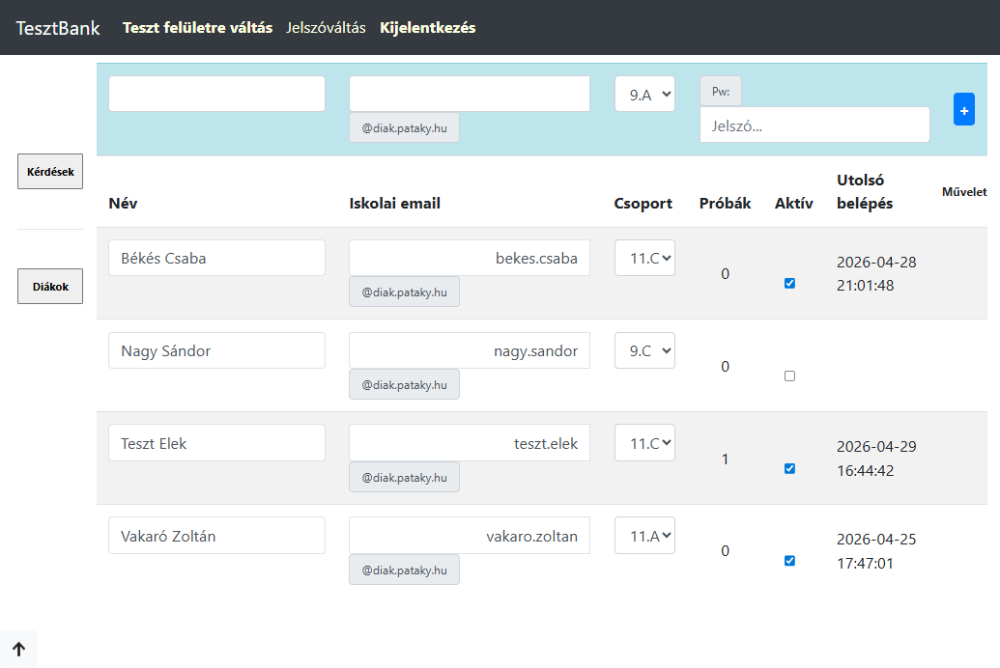 TesztBank Teszt felületre váltás Jelszóváltás Kijelentkezés
9.A Pw:
@diak.pataky.hu Jelszó... +
Kérdések
Diákok
Név Iskolai email Csoport Próbák Aktív Utolsó belépés Művelet
Békés Csaba bekes.csaba 11.C 0 2026-04-28
@diak.pataky.hu 21:01:48
Nagy Sándor nagy.sandor 9.C 0
@diak.pataky.hu
Teszt Elek teszt.elek 11.C 1 2026-04-29
@diak.pataky.hu 16:44:42
Vakaró Zoltán vakaro.zoltan 11.A 0 2026-04-25
@diak.pataky.hu 17:47:01